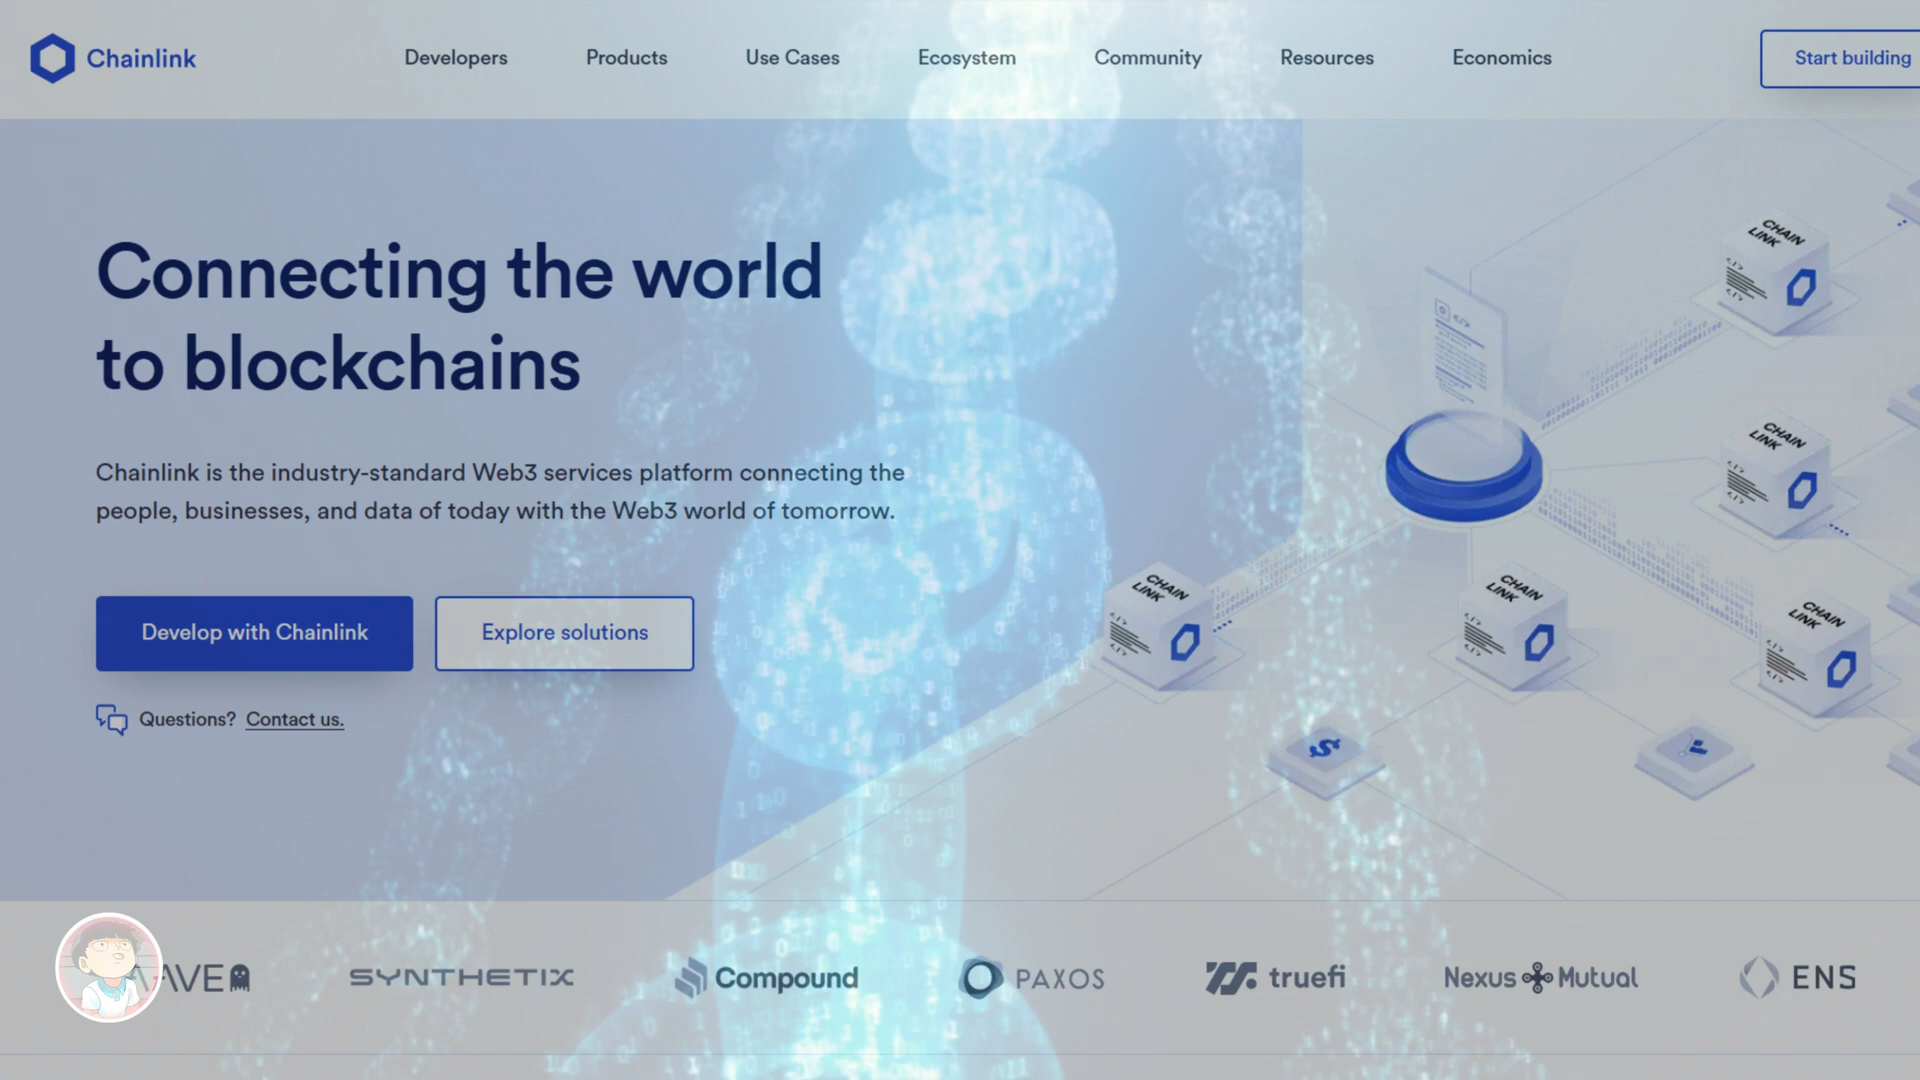 Chainlink
Developers
Products
Use Cases
Ecosystem
Community
Resources
Economics
Start building
Connecting the world
to blockchains
Chainlink is the industry-standard Web3 services platform connecting the
people, businesses, and data of today with the Web3 world of tomorrow.
Develop with Chainlink
Explore solutions
Questions? Contact us.
CHAIN
LINK
CHAIN
LINK
CHAIN
LINK
CHAIN
LINK
CHAIN
LINK
$
AAVE
SYNTHETIX
Compound
PAXOS
truefi
Nexus Mutual
ENS